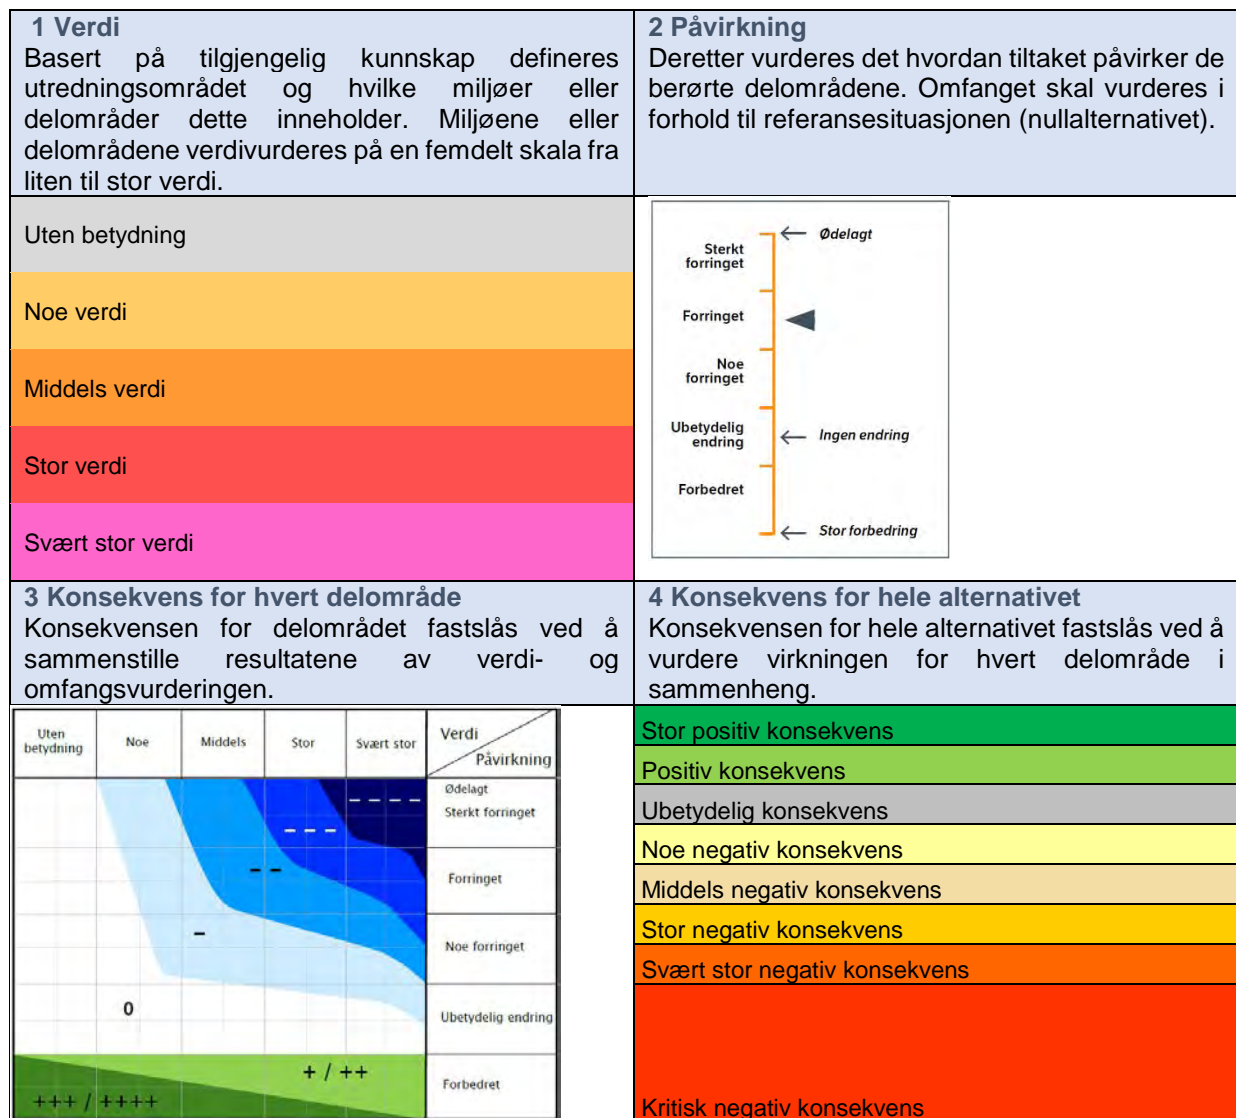 1 Verdi
Basert på tilgjengelig kunnskap defineres
utredningsområdet og hvilke miljøer eller
delområder dette inneholder. Miljøene eller
delområdene verdivurderes på en femdelt skala fra
liten til stor verdi.
2 Påvirkning
Deretter vurderes det hvordan tiltaket påvirker de
berørte delområdene. Omfanget skal vurderes i
forhold til referansesituasjonen (nullalternativet).
Uten betydning
Noe verdi
Middels verdi
Stor verdi
Svært stor verdi
Ødelagt
Sterkt
forringet
Forringet
Noe
forringet
Ubetydelig
endring
Ingen endring
Forbedret
Stor forbedring
3 Konsekvens for hvert delområde
Konsekvensen for delområdet fastslås ved å
sammenstille resultatene av verdi- og
omfangsvurderingen.
4 Konsekvens for hele alternativet
Konsekvensen for hele alternativet fastslås ved å
vurdere virkningen for hvert delområde i
sammenheng.
Uten
betydning
Noe
Middels
Stor
Svært stor
Verdi
Påvirkning
Ødelagt
Sterkt forringet
Forringet
Noe forringet
Ubetydelig endring
Forbedret
– – – –
– – –
– –
–
0
+ / ++
+++ / ++++
Stor positiv konsekvens
Positiv konsekvens
Ubetydelig konsekvens
Noe negativ konsekvens
Middels negativ konsekvens
Stor negativ konsekvens
Svært stor negativ konsekvens
Kritisk negativ konsekvens